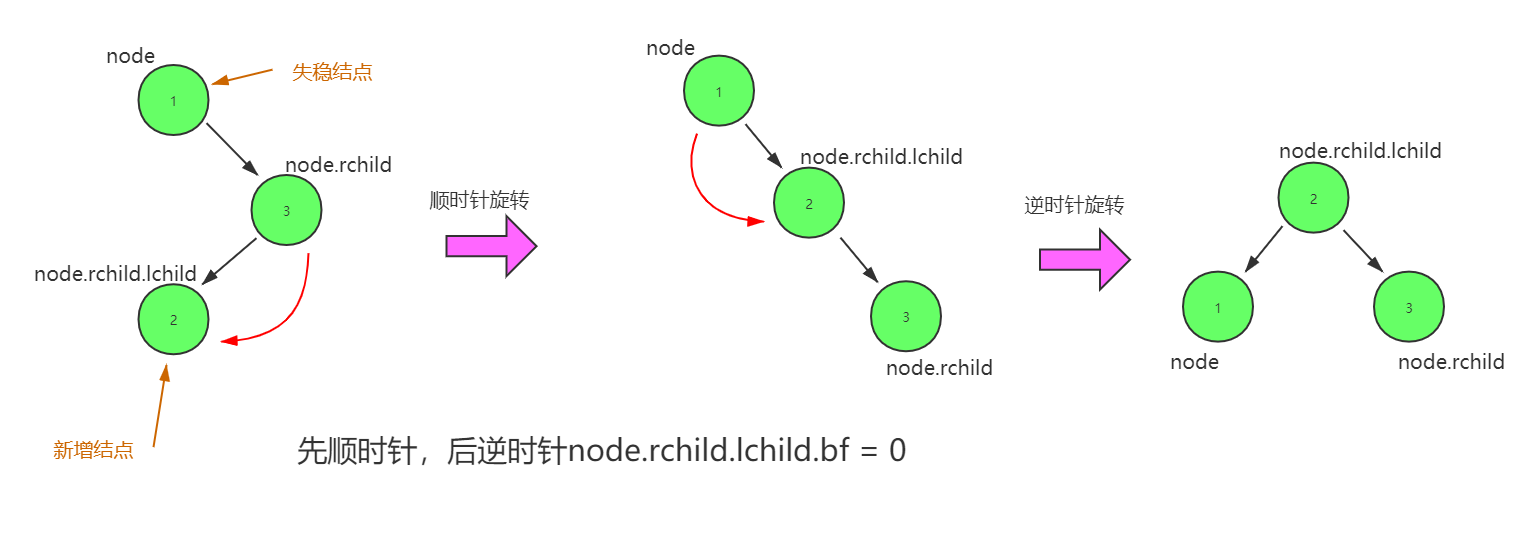 node
失稳结点
1
node.rchild
3
node.rchild.lchild
2
新增结点
顺时针旋转
node
1
node.rchild.lchild
2
3
node.rchild
逆时针旋转
node.rchild.lchild
2
1
3
node
node.rchild
先顺时针，后逆时针node.rchild.lchild.bf = 0